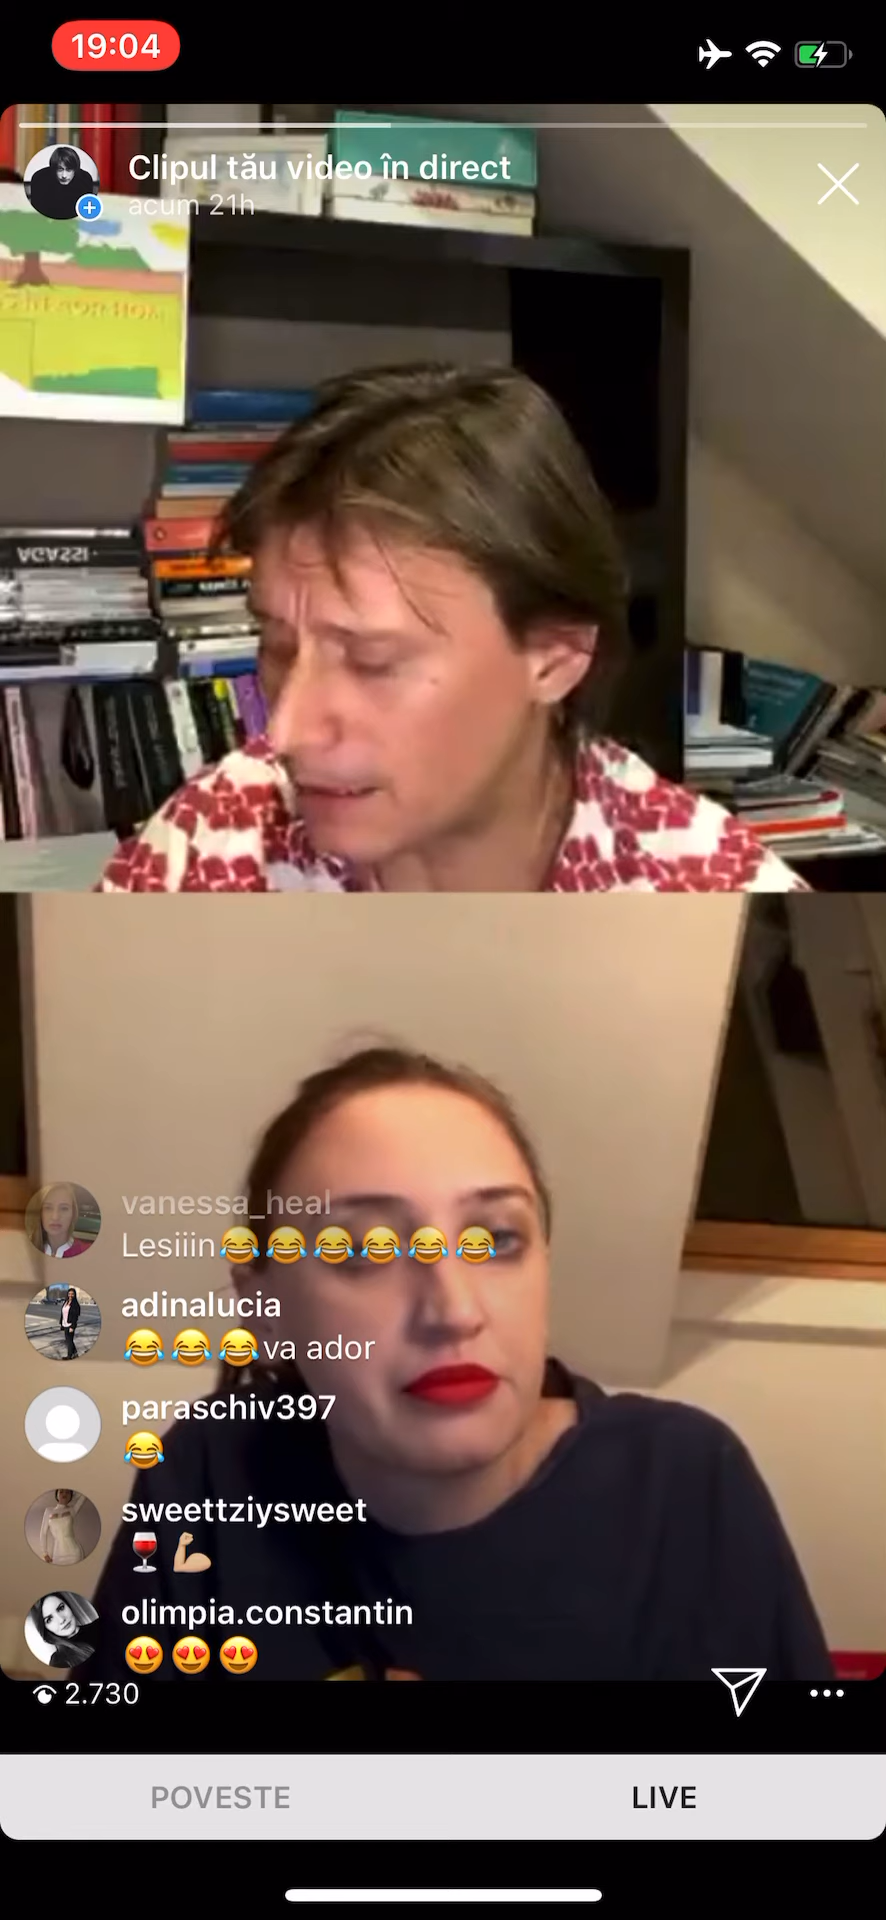 19:04
Clipul tău video în direct
acum 21h
AGASSI
vanessa_heal
Lesiiin😂😂😂😂😂😂
adinalucia
😂😂😂va ador
paraschiv397
😂
sweettziysweet
🍷💪🏼
olimpia.constantin
😍😍😍
2.730
POVESTE
LIVE